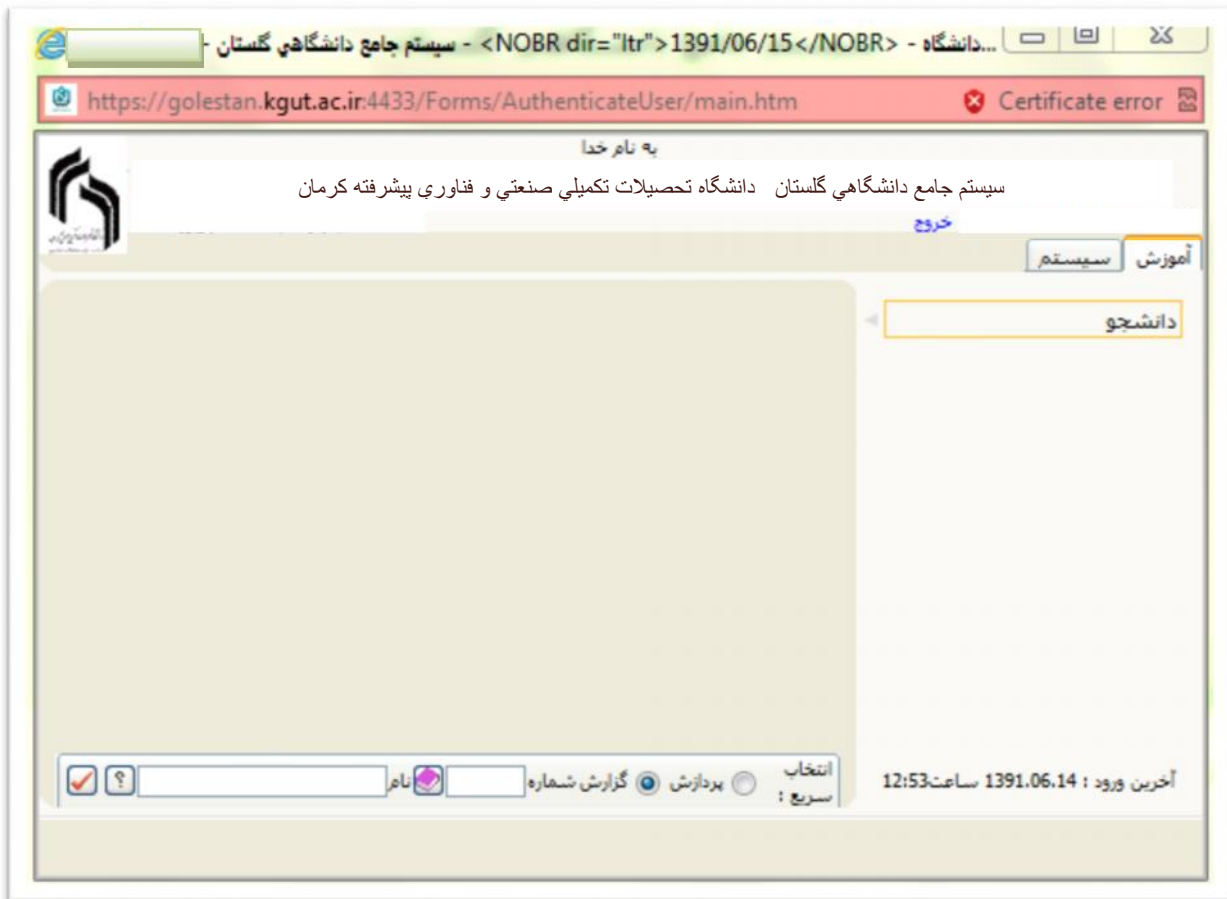 ...دانشگاه - <NOBR dir="ltr">1391/06/15</NOBR> - سيستم جامع دانشگاهي گلستان -
https://golestan.kgut.ac.ir:4433/Forms/AuthenticateUser/main.htm Certificate error
به نام خدا
سيستم جامع دانشگاهي گلستان دانشگاه تحصيلات تكميلي صنعتي و فناوري پيشرفته كرمان
خروج
آموزش سيستم
دانشجو
انتخاب سريع : پردازش گزارش شماره نام ؟
آخرين ورود : 1391.06.14 ساعت12:53